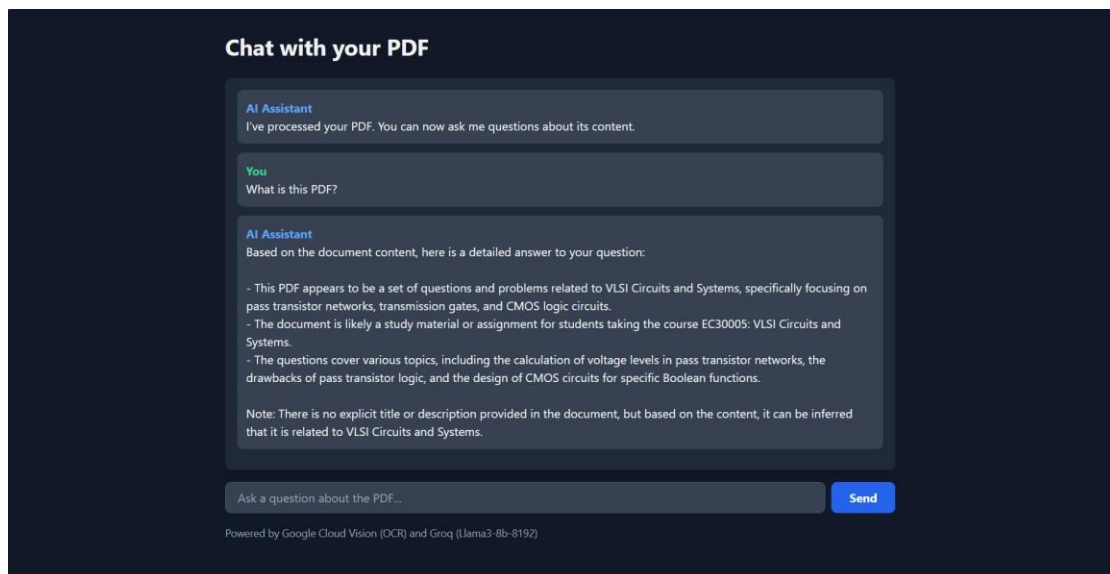 Chat with your PDF
AI Assistant
I've processed your PDF. You can now ask me questions about its content.
You
What is this PDF?
AI Assistant
Based on the document content, here is a detailed answer to your question:
- This PDF appears to be a set of questions and problems related to VLSI Circuits and Systems, specifically focusing on
pass transistor networks, transmission gates, and CMOS logic circuits.
- The document is likely a study material or assignment for students taking the course EC30005: VLSI Circuits and
Systems.
- The questions cover various topics, including the calculation of voltage levels in pass transistor networks, the
drawbacks of pass transistor logic, and the design of CMOS circuits for specific Boolean functions.
Note: There is no explicit title or description provided in the document, but based on the content, it can be inferred
that it is related to VLSI Circuits and Systems.
Ask a question about the PDF...
Send
Powered by Google Cloud Vision (OCR) and Groq (Llama3-8b-8192)